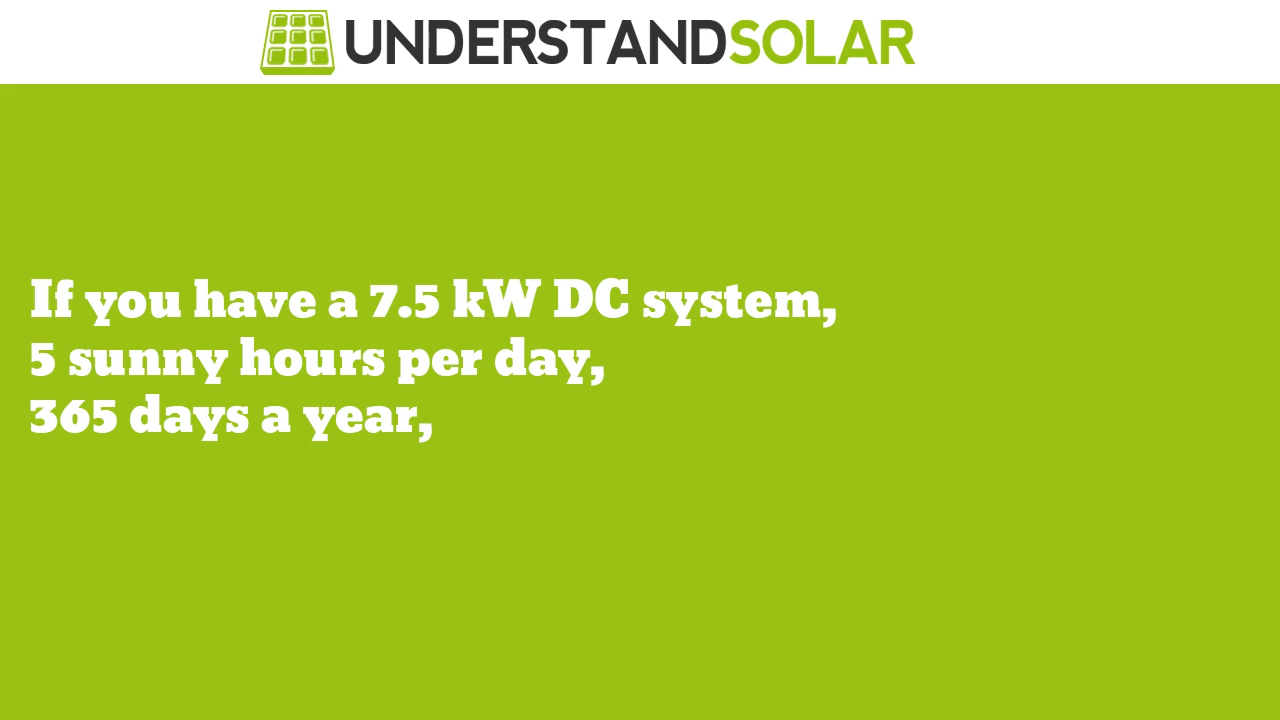 UNDERSTANDSOLAR
If you have a 7.5 kW DC system,
5 sunny hours per day,
365 days a year,